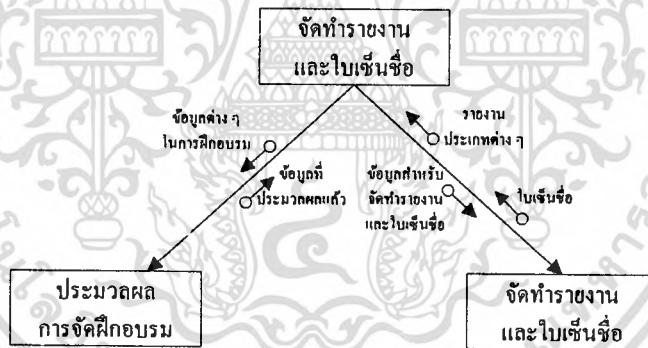 จัดทำรายงาน
และใบเซ็นชื่อ
ข้อมูลต่าง ๆ
ในการฝึกอบรม
รายงาน
ประเภทต่าง ๆ
ข้อมูลที่
ประมวลผลแล้ว
ข้อมูลสำหรับ
จัดทำรายงาน
และใบเซ็นชื่อ
ใบเซ็นชื่อ
ประมวลผล
การจัดฝึกอบรม
จัดทำรายงาน
และใบเซ็นชื่อ